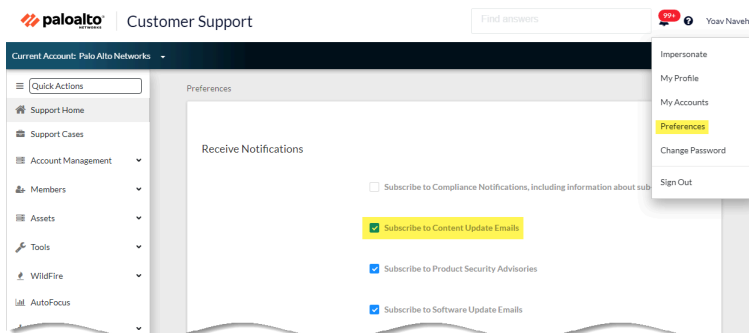 paloalto NETWORKS Customer Support
Find answers
99+
Yoav Naveh
Current Account: Palo Alto Networks
Impersonate
My Profile
My Accounts
Preferences
Change Password
Sign Out
Quick Actions
Support Home
Support Cases
Account Management
Members
Assets
Tools
WildFire
AutoFocus
Preferences
Receive Notifications
Subscribe to Compliance Notifications, including information about sub
Subscribe to Content Update Emails
Subscribe to Product Security Advisories
Subscribe to Software Update Emails